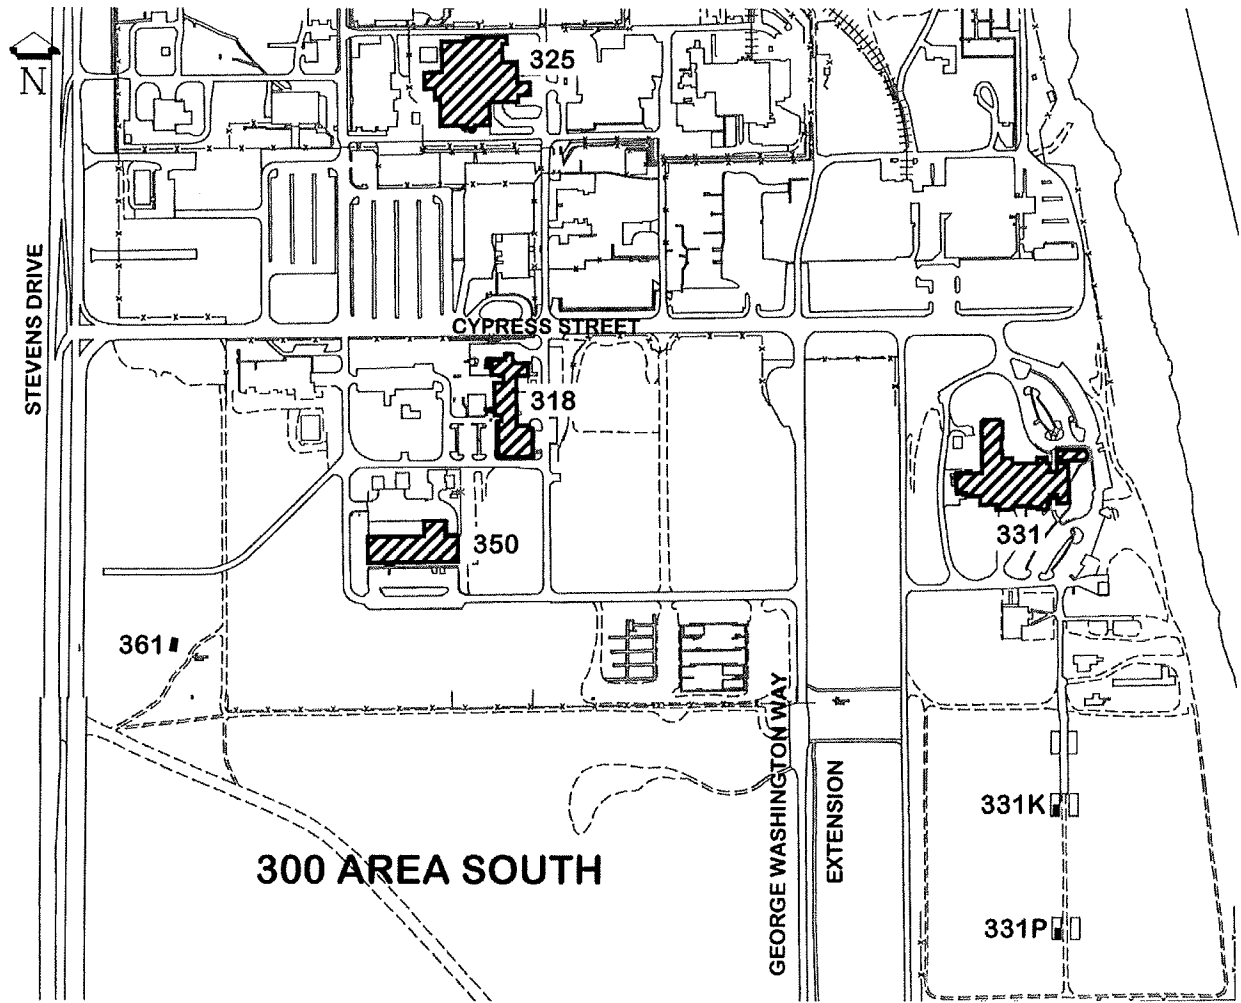 325
N
STEVENS DRIVE
CYPRESS STREET
318
331
350
361
GEORGE WASHINGTON WAY
EXTENSION
331K
300 AREA SOUTH
331P